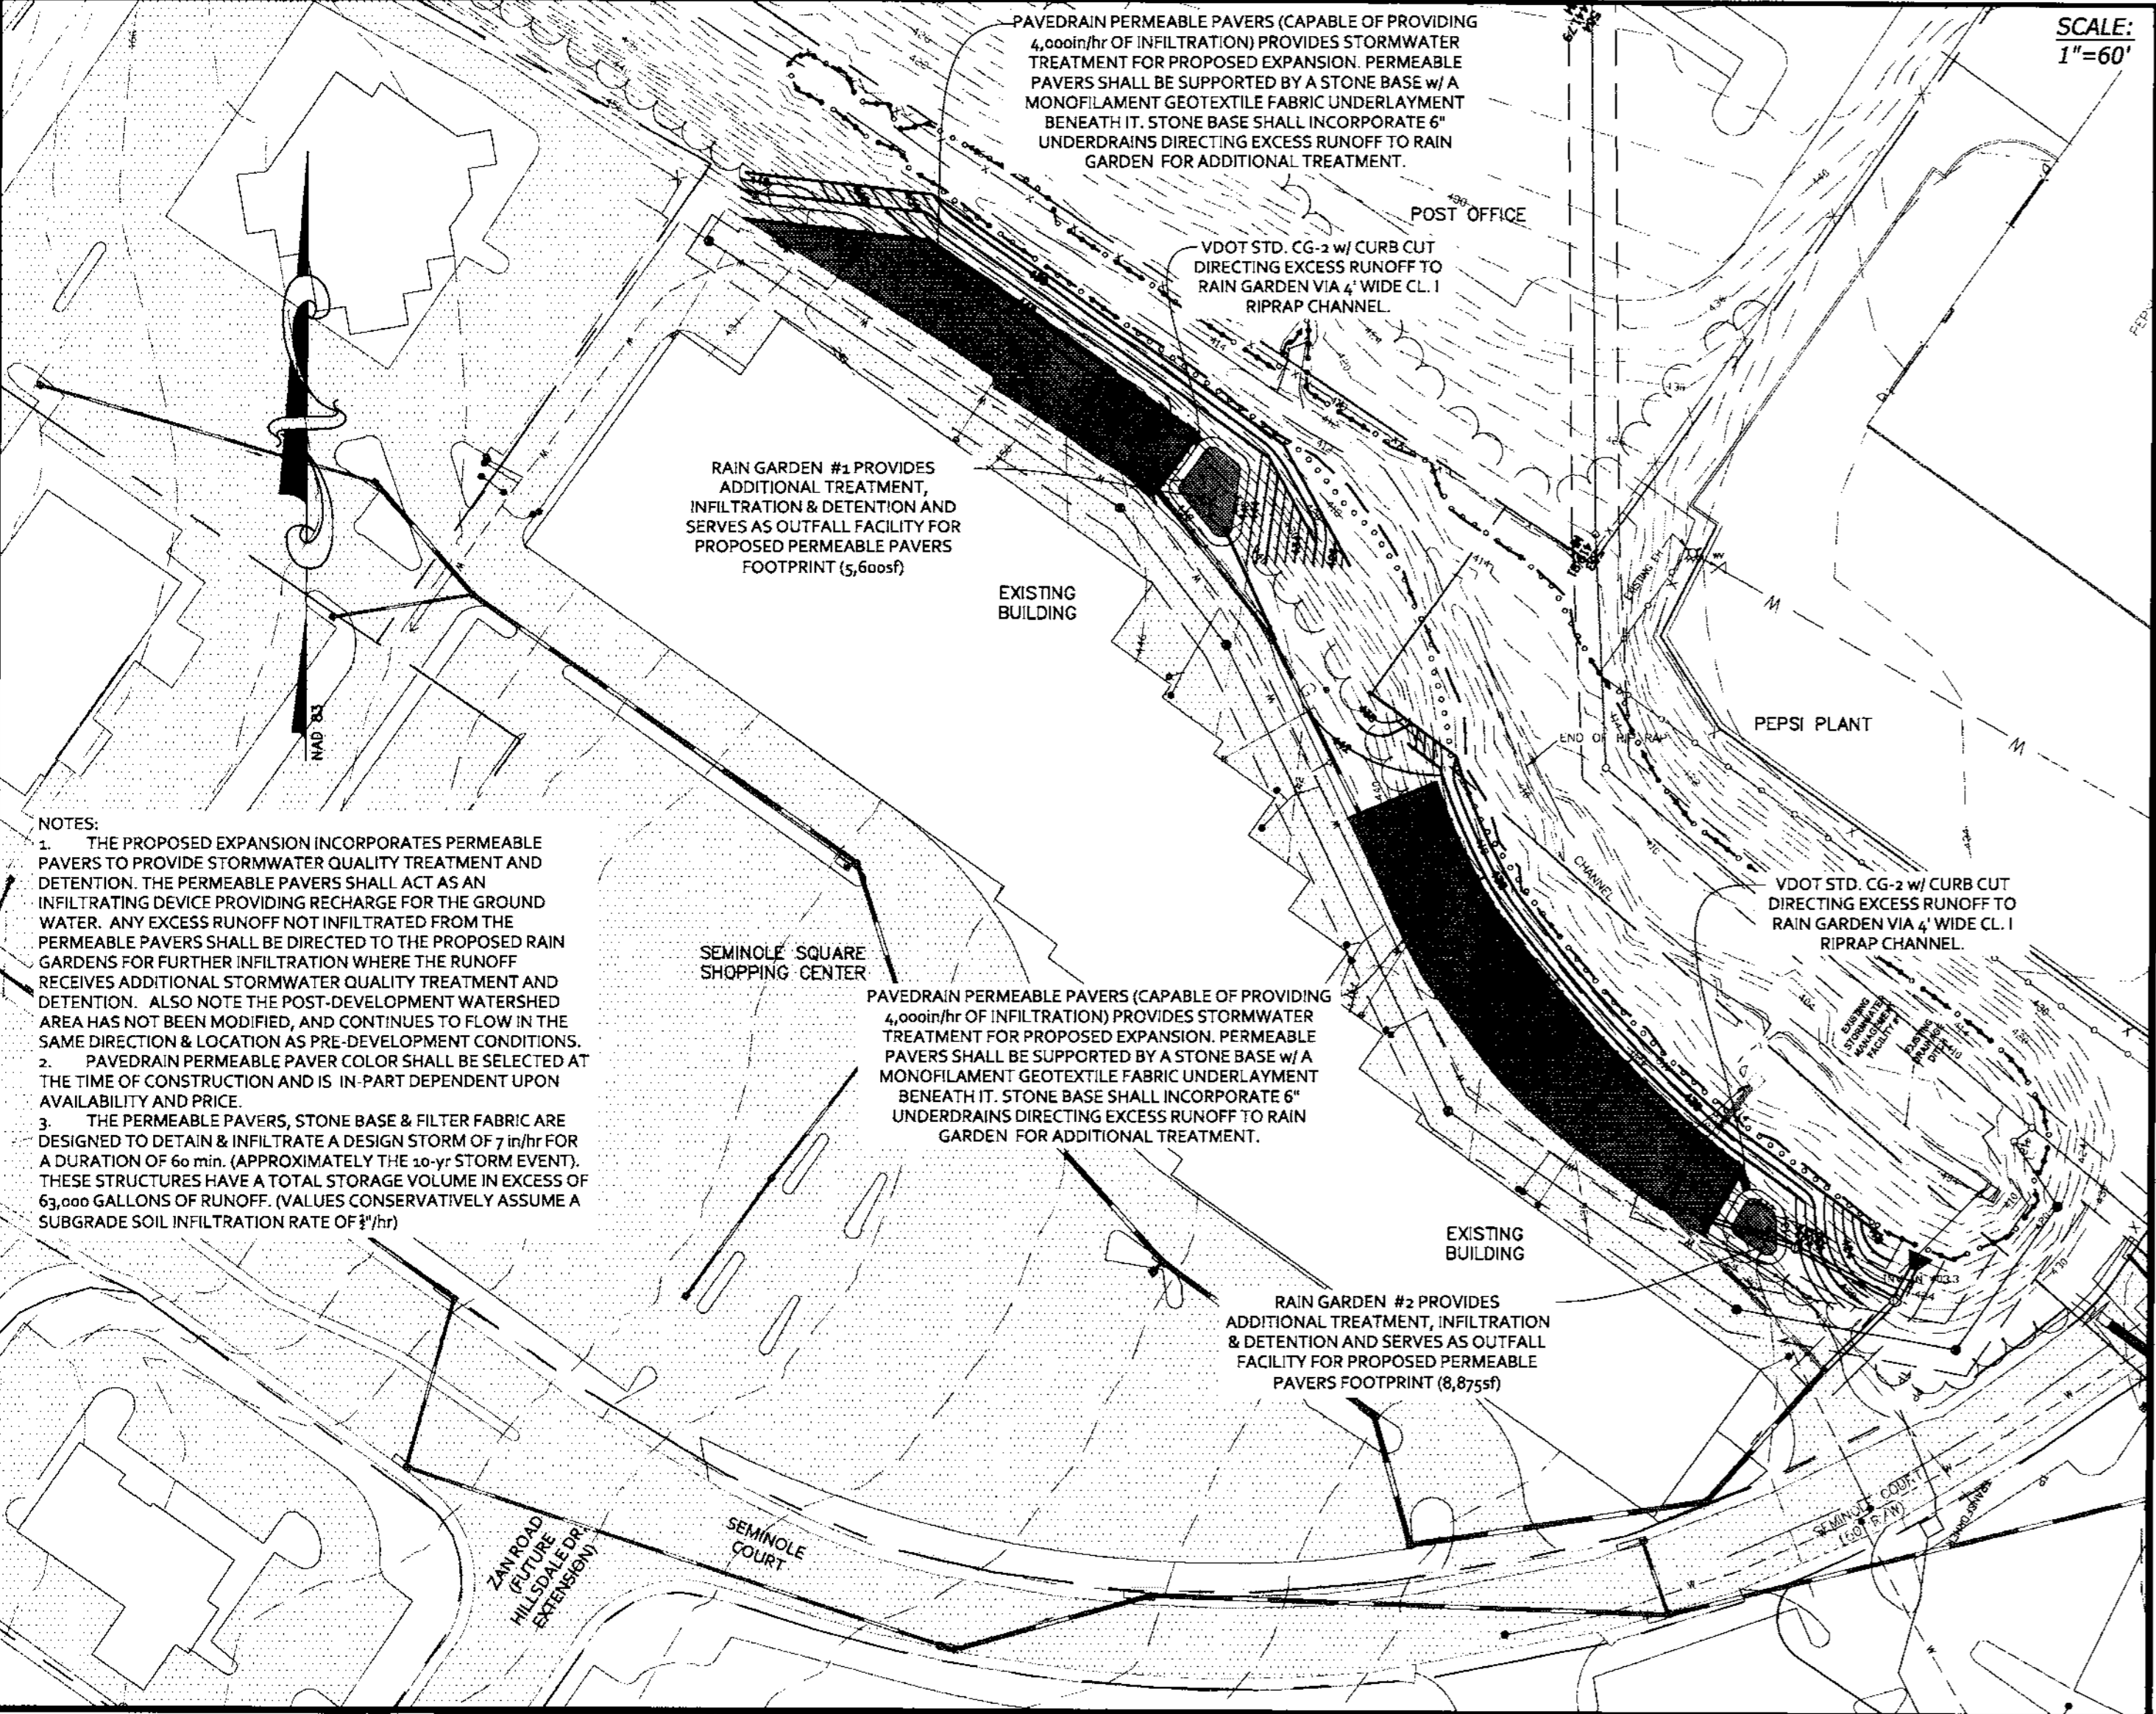 PAVEDRAIN PERMEABLE PAVERS (CAPABLE OF PROVIDING
4,000in/hr OF INFILTRATION) PROVIDES STORMWATER
TREATMENT FOR PROPOSED EXPANSION. PERMEABLE
PAVERS SHALL BE SUPPORTED BY A STONE BASE w/ A
MONOFILAMENT GEOTEXTILE FABRIC UNDERLAYMENT
BENEATH IT. STONE BASE SHALL INCORPORATE 6"
UNDERDRAINS DIRECTING EXCESS RUNOFF TO RAIN
GARDEN FOR ADDITIONAL TREATMENT.
SCALE:
1"=60'
POST OFFICE
VDOT STD. CG-2 w/ CURB CUT
DIRECTING EXCESS RUNOFF TO
RAIN GARDEN VIA 4' WIDE CL. I
RIPRAP CHANNEL.
RAIN GARDEN #1 PROVIDES
ADDITIONAL TREATMENT,
INFILTRATION & DETENTION AND
SERVES AS OUTFALL FACILITY FOR
PROPOSED PERMEABLE PAVERS
FOOTPRINT (5,600sf)
EXISTING
BUILDING
EXISTING FH
NAD 83
PEPSI PLANT
END OF RIP RAP
NOTES:
1. THE PROPOSED EXPANSION INCORPORATES PERMEABLE
PAVERS TO PROVIDE STORMWATER QUALITY TREATMENT AND
DETENTION. THE PERMEABLE PAVERS SHALL ACT AS AN
INFILTRATING DEVICE PROVIDING RECHARGE FOR THE GROUND
WATER. ANY EXCESS RUNOFF NOT INFILTRATED FROM THE
PERMEABLE PAVERS SHALL BE DIRECTED TO THE PROPOSED RAIN
GARDENS FOR FURTHER INFILTRATION WHERE THE RUNOFF
RECEIVES ADDITIONAL STORMWATER QUALITY TREATMENT AND
DETENTION. ALSO NOTE THE POST-DEVELOPMENT WATERSHED
AREA HAS NOT BEEN MODIFIED, AND CONTINUES TO FLOW IN THE
SAME DIRECTION & LOCATION AS PRE-DEVELOPMENT CONDITIONS.
2. PAVEDRAIN PERMEABLE PAVER COLOR SHALL BE SELECTED AT
THE TIME OF CONSTRUCTION AND IS IN-PART DEPENDENT UPON
AVAILABILITY AND PRICE.
3. THE PERMEABLE PAVERS, STONE BASE & FILTER FABRIC ARE
DESIGNED TO DETAIN & INFILTRATE A DESIGN STORM OF 7 in/hr FOR
A DURATION OF 60 min. (APPROXIMATELY THE 10-yr STORM EVENT).
THESE STRUCTURES HAVE A TOTAL STORAGE VOLUME IN EXCESS OF
63,000 GALLONS OF RUNOFF. (VALUES CONSERVATIVELY ASSUME A
SUBGRADE SOIL INFILTRATION RATE OF "/hr)
CHANNEL
VDOT STD. CG-2 w/ CURB CUT
DIRECTING EXCESS RUNOFF TO
RAIN GARDEN VIA 4' WIDE CL. I
RIPRAP CHANNEL.
SEMINOLE SQUARE
SHOPPING CENTER
PAVEDRAIN PERMEABLE PAVERS (CAPABLE OF PROVIDING
4,000in/hr OF INFILTRATION) PROVIDES STORMWATER
TREATMENT FOR PROPOSED EXPANSION. PERMEABLE
PAVERS SHALL BE SUPPORTED BY A STONE BASE w/ A
MONOFILAMENT GEOTEXTILE FABRIC UNDERLAYMENT
BENEATH IT. STONE BASE SHALL INCORPORATE 6"
UNDERDRAINS DIRECTING EXCESS RUNOFF TO RAIN
GARDEN FOR ADDITIONAL TREATMENT.
EXISTING
STORMWATER
MANAGEMENT
FACILITY
EXISTING
DRAINAGE
DITCH
EXISTING
BUILDING
RAIN GARDEN #2 PROVIDES
ADDITIONAL TREATMENT, INFILTRATION
& DETENTION AND SERVES AS OUTFALL
FACILITY FOR PROPOSED PERMEABLE
PAVERS FOOTPRINT (8,875sf)
ZAN ROAD
(FUTURE
HILLSDALE DR.
EXTENSION)
SEMINOLE
COURT
SEMINOLE COURT
(60' R/W)
TRANSFORMER